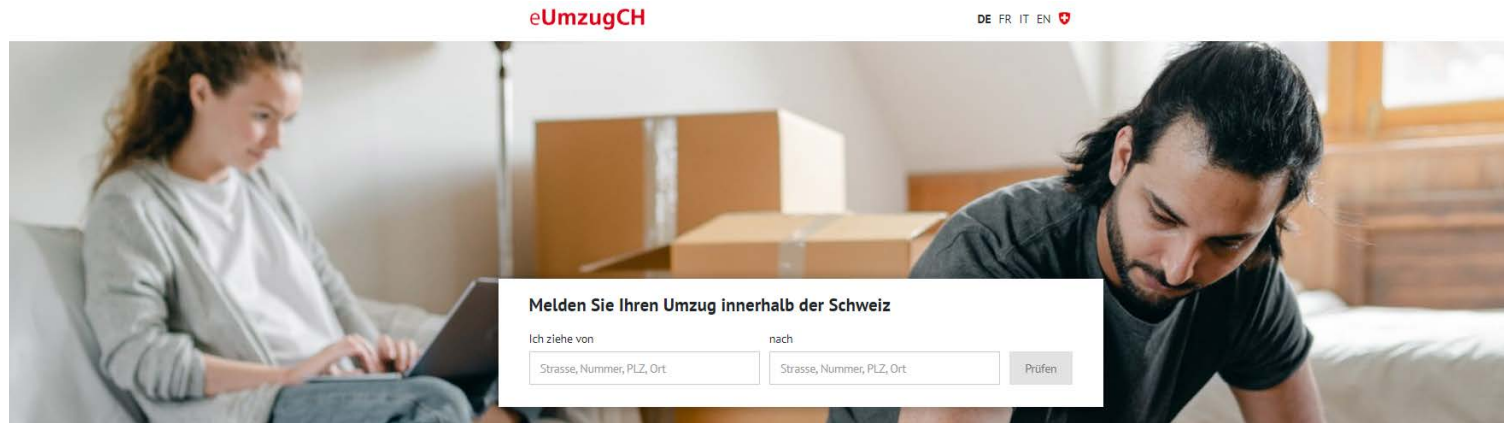 eUmzugCH
DE FR IT EN
Melden Sie Ihren Umzug innerhalb der Schweiz
Ich ziehe von
nach
Strasse, Nummer, PLZ, Ort
Strasse, Nummer, PLZ, Ort
Prüfen